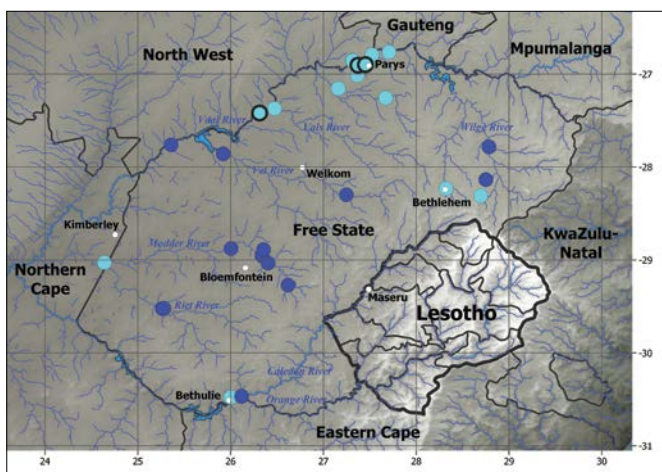 Gauteng
North West
Mpumalanga
Parys
-27
Vaal River
Vals River
Wilge River
Vet River
Welkom
-28
Bethlehem
Kimberley
Free State
KwaZulu-
Natal
Modder River
Northern
Cape
Bloemfontein
-29
Maseru
Riet River
Lesotho
-30
Caledon River
Bethulie
Orange River
Eastern Cape
-31
24 25 26 27 28 29 30